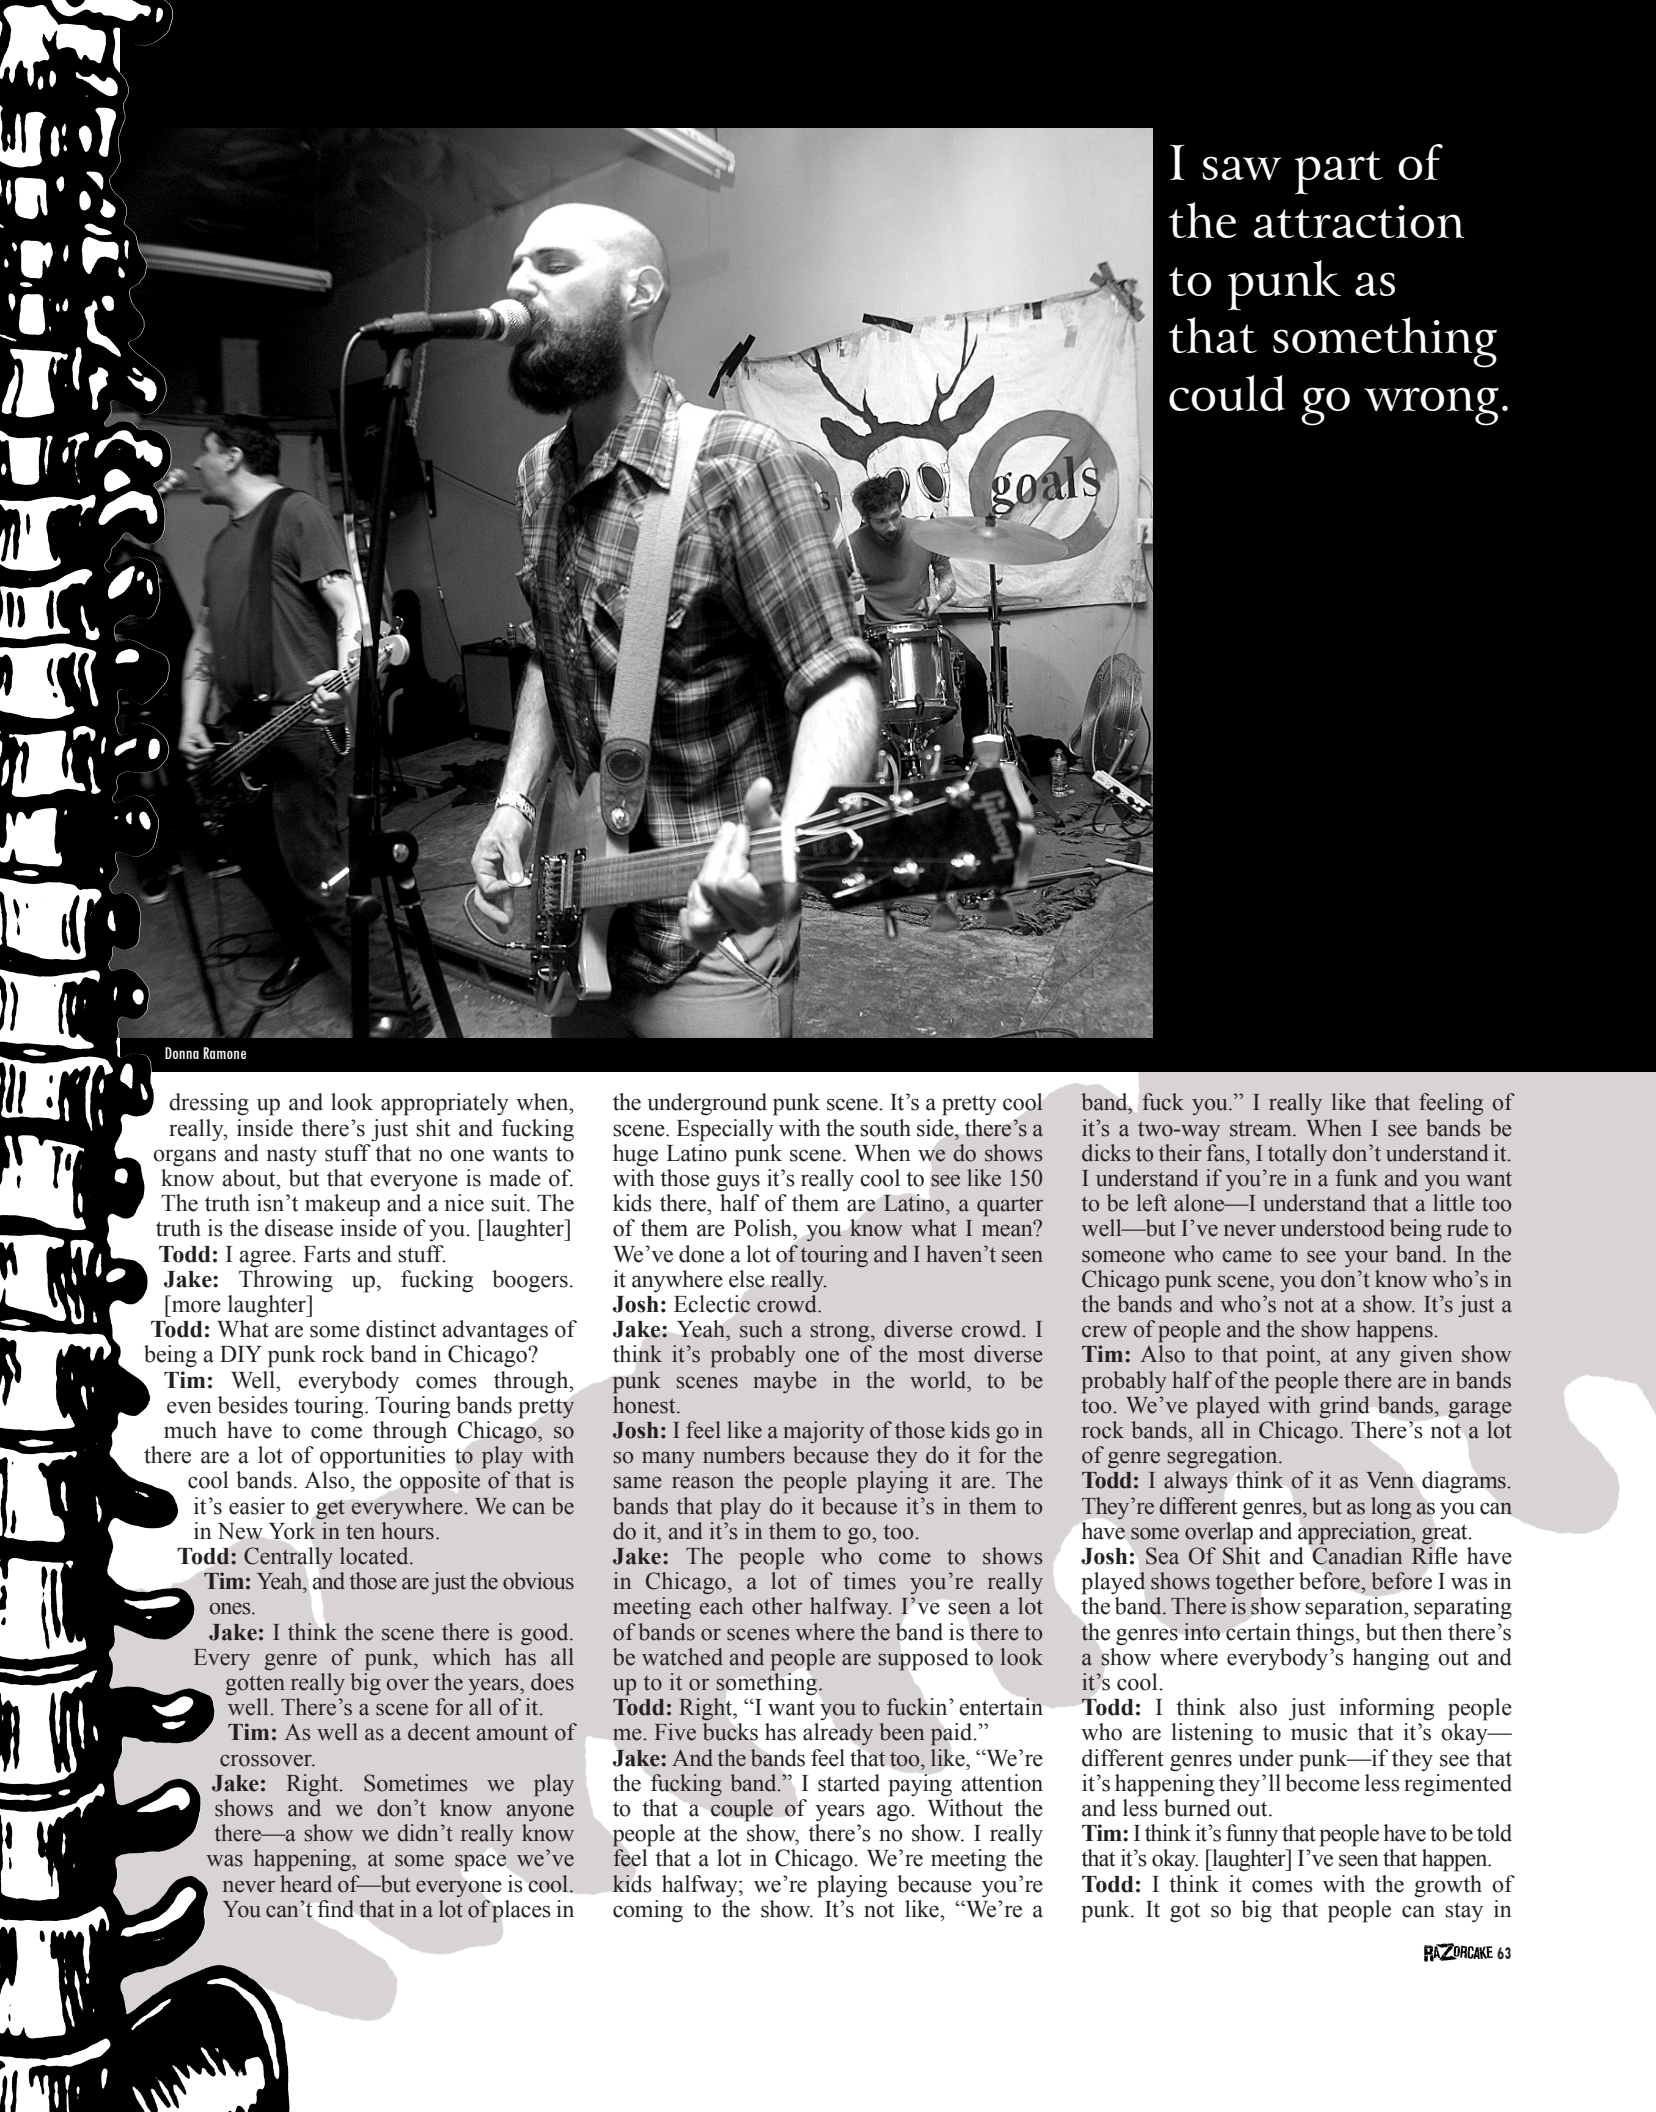 I saw part of
the attraction
to punk as
that something
could go wrong.
goals
s
Gibson
Donna Ramone
dressing up and look appropriately when,
really, inside there’s just shit and fucking
organs and nasty stuff that no one wants to
know about, but that everyone is made of.
The truth isn’t makeup and a nice suit. The
truth is the disease inside of you. [laughter]
Todd: I agree. Farts and stuff.
Jake: Throwing up, fucking boogers.
[more laughter]
Todd: What are some distinct advantages of
being a DIY punk rock band in Chicago?
Tim: Well, everybody comes through,
even besides touring. Touring bands pretty
much have to come through Chicago, so
there are a lot of opportunities to play with
cool bands. Also, the opposite of that is
it’s easier to get everywhere. We can be
in New York in ten hours.
Todd: Centrally located.
Tim: Yeah, and those are just the obvious
ones.
Jake: I think the scene there is good.
Every genre of punk, which has all
gotten really big over the years, does
well. There’s a scene for all of it.
Tim: As well as a decent amount of
crossover.
Jake: Right. Sometimes we play
shows and we don’t know anyone
there—a show we didn’t really know
was happening, at some space we’ve
never heard of—but everyone is cool.
You can’t find that in a lot of places in
the underground punk scene. It’s a pretty cool
scene. Especially with the south side, there’s a
huge Latino punk scene. When we do shows
with those guys it’s really cool to see like 150
kids there, half of them are Latino, a quarter
of them are Polish, you know what I mean?
We’ve done a lot of touring and I haven’t seen
it anywhere else really.
Josh: Eclectic crowd.
Jake: Yeah, such a strong, diverse crowd. I
think it’s probably one of the most diverse
punk scenes maybe in the world, to be
honest.
Josh: I feel like a majority of those kids go in
so many numbers because they do it for the
same reason the people playing it are. The
bands that play do it because it’s in them to
do it, and it’s in them to go, too.
Jake: The people who come to shows
in Chicago, a lot of times you’re really
meeting each other halfway. I’ve seen a lot
of bands or scenes where the band is there to
be watched and people are supposed to look
up to it or something.
Todd: Right, “I want you to fuckin’ entertain
me. Five bucks has already been paid.”
Jake: And the bands feel that too, like, “We’re
the fucking band.” I started paying attention
to that a couple of years ago. Without the
people at the show, there’s no show. I really
feel that a lot in Chicago. We’re meeting the
kids halfway; we’re playing because you’re
coming to the show. It’s not like, “We’re a
band, fuck you.” I really like that feeling of
it’s a two-way stream. When I see bands be
dicks to their fans, I totally don’t understand it.
I understand if you’re in a funk and you want
to be left alone—I understand that a little too
well—but I’ve never understood being rude to
someone who came to see your band. In the
Chicago punk scene, you don’t know who’s in
the bands and who’s not at a show. It’s just a
crew of people and the show happens.
Tim: Also to that point, at any given show
probably half of the people there are in bands
too. We’ve played with grind bands, garage
rock bands, all in Chicago. There’s not a lot
of genre segregation.
Todd: I always think of it as Venn diagrams.
They’re different genres, but as long as you can
have some overlap and appreciation, great.
Josh: Sea Of Shit and Canadian Rifle have
played shows together before, before I was in
the band. There is show separation, separating
the genres into certain things, but then there’s
a show where everybody’s hanging out and
it’s cool.
Todd: I think also just informing people
who are listening to music that it’s okay—
different genres under punk—if they see that
it’s happening they’ll become less regimented
and less burned out.
Tim: I think it’s funny that people have to be told
that it’s okay. [laughter] I’ve seen that happen.
Todd: I think it comes with the growth of
punk. It got so big that people can stay in
RAZORCAKE 63